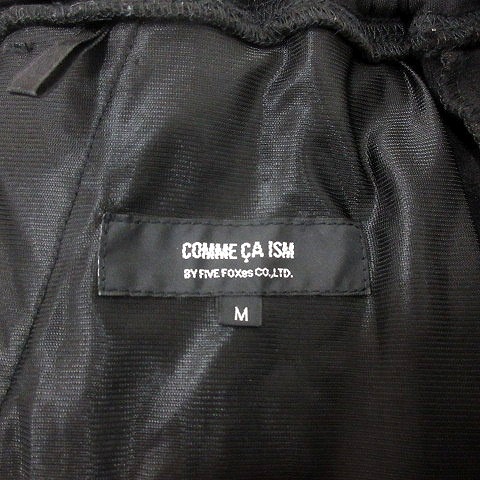 COMME ÇA ISM
BY FIVE FOXes CO.,LTD.
M